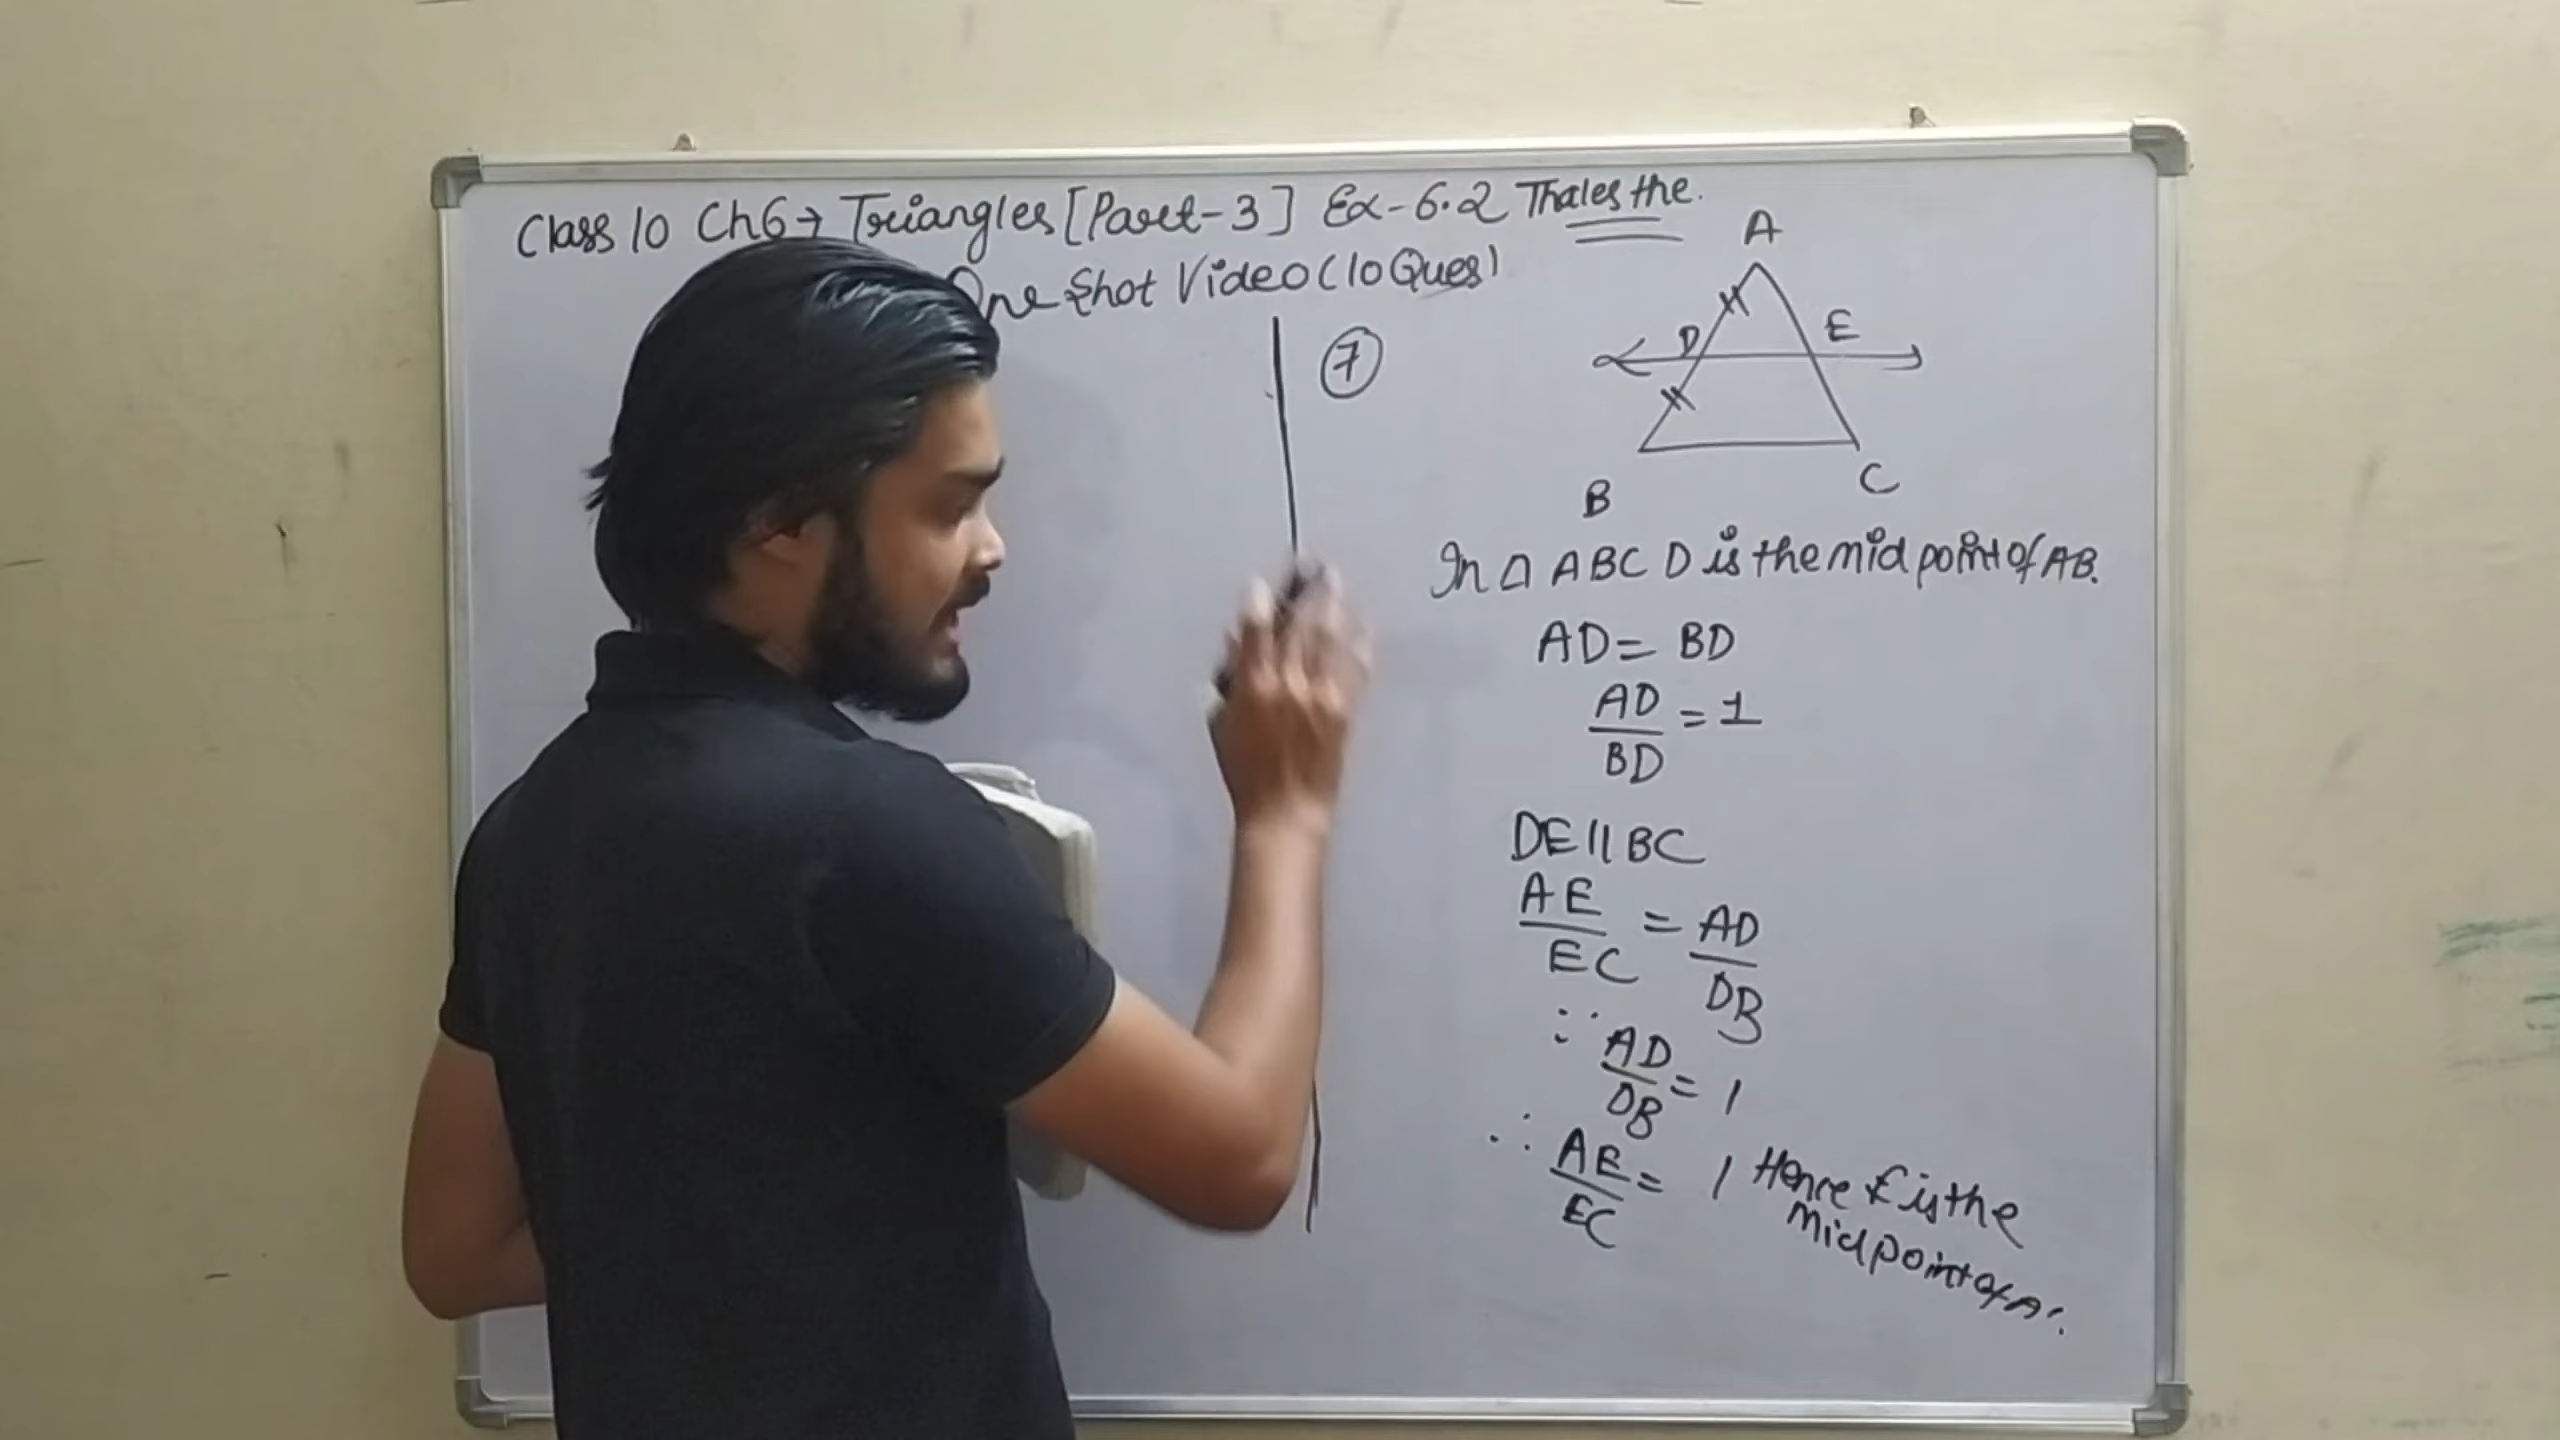 Class 10 Ch6→ Triangles [Part-3] Ex-6.2 Thales the.
One Shot Video (10 Ques)
7
A
D
E
B
C
In △ ABC D is the mid point of AB.
AD = BD
AD/BD = 1
DE||BC
AE/EC = AD/DB
∵ AD/DB = 1
∴ AE/EC = 1 Hence E is the
Midpoint of